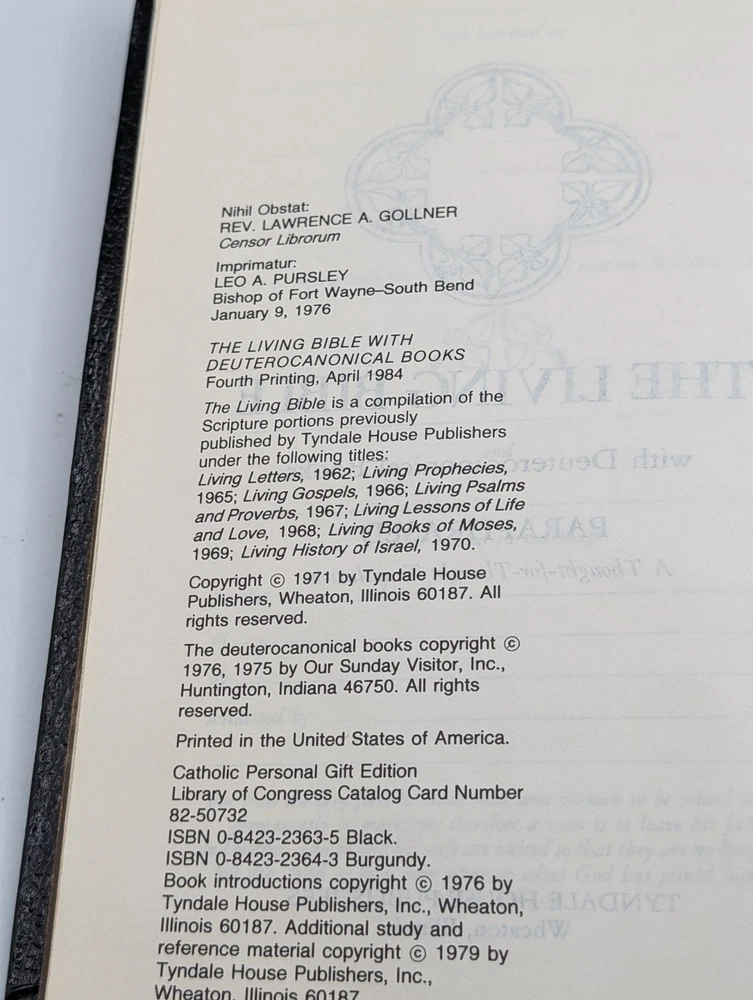 Nihil Obstat:
REV. LAWRENCE A. GOLLNER
Censor Librorum
Imprimatur:
LEO A. PURSLEY
Bishop of Fort Wayne–South Bend
January 9, 1976
THE LIVING BIBLE WITH
DEUTEROCANONICAL BOOKS
Fourth Printing, April 1984
The Living Bible is a compilation of the
Scripture portions previously
published by Tyndale House Publishers
under the following titles:
Living Letters, 1962; Living Prophecies,
1965; Living Gospels, 1966; Living Psalms
and Proverbs, 1967; Living Lessons of Life
and Love, 1968; Living Books of Moses,
1969; Living History of Israel, 1970.
Copyright © 1971 by Tyndale House
Publishers, Wheaton, Illinois 60187. All
rights reserved.
The deuterocanonical books copyright ©
1976, 1975 by Our Sunday Visitor, Inc.,
Huntington, Indiana 46750. All rights
reserved.
Printed in the United States of America.
Catholic Personal Gift Edition
Library of Congress Catalog Card Number
82-50732
ISBN 0-8423-2363-5 Black.
ISBN 0-8423-2364-3 Burgundy.
Book introductions copyright © 1976 by
Tyndale House Publishers, Inc., Wheaton,
Illinois 60187. Additional study and
reference material copyright © 1979 by
Tyndale House Publishers, Inc.,
Wheaton, Illinois 60187